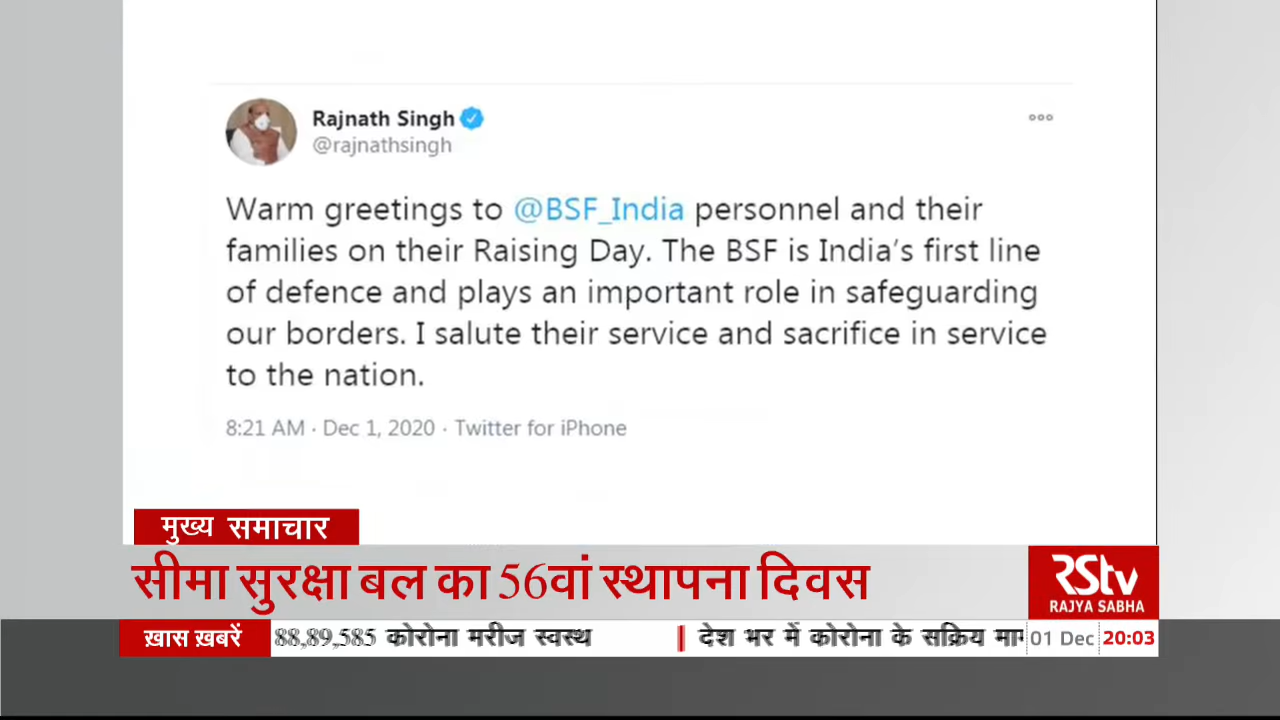 Rajnath Singh
@rajnathsingh
Warm greetings to @BSF_India personnel and their
families on their Raising Day. The BSF is India's first line
of defence and plays an important role in safeguarding
our borders. I salute their service and sacrifice in service
to the nation.
8:21 AM · Dec 1, 2020 · Twitter for iPhone
मुख्य समाचार
सीमा सुरक्षा बल का 56वां स्थापना दिवस
RStv
RAJYA SABHA
ख़ास ख़बरें 88,89,585 कोरोना मरीज स्वस्थ | देश भर में कोरोना के सक्रिय 01 Dec 20:03